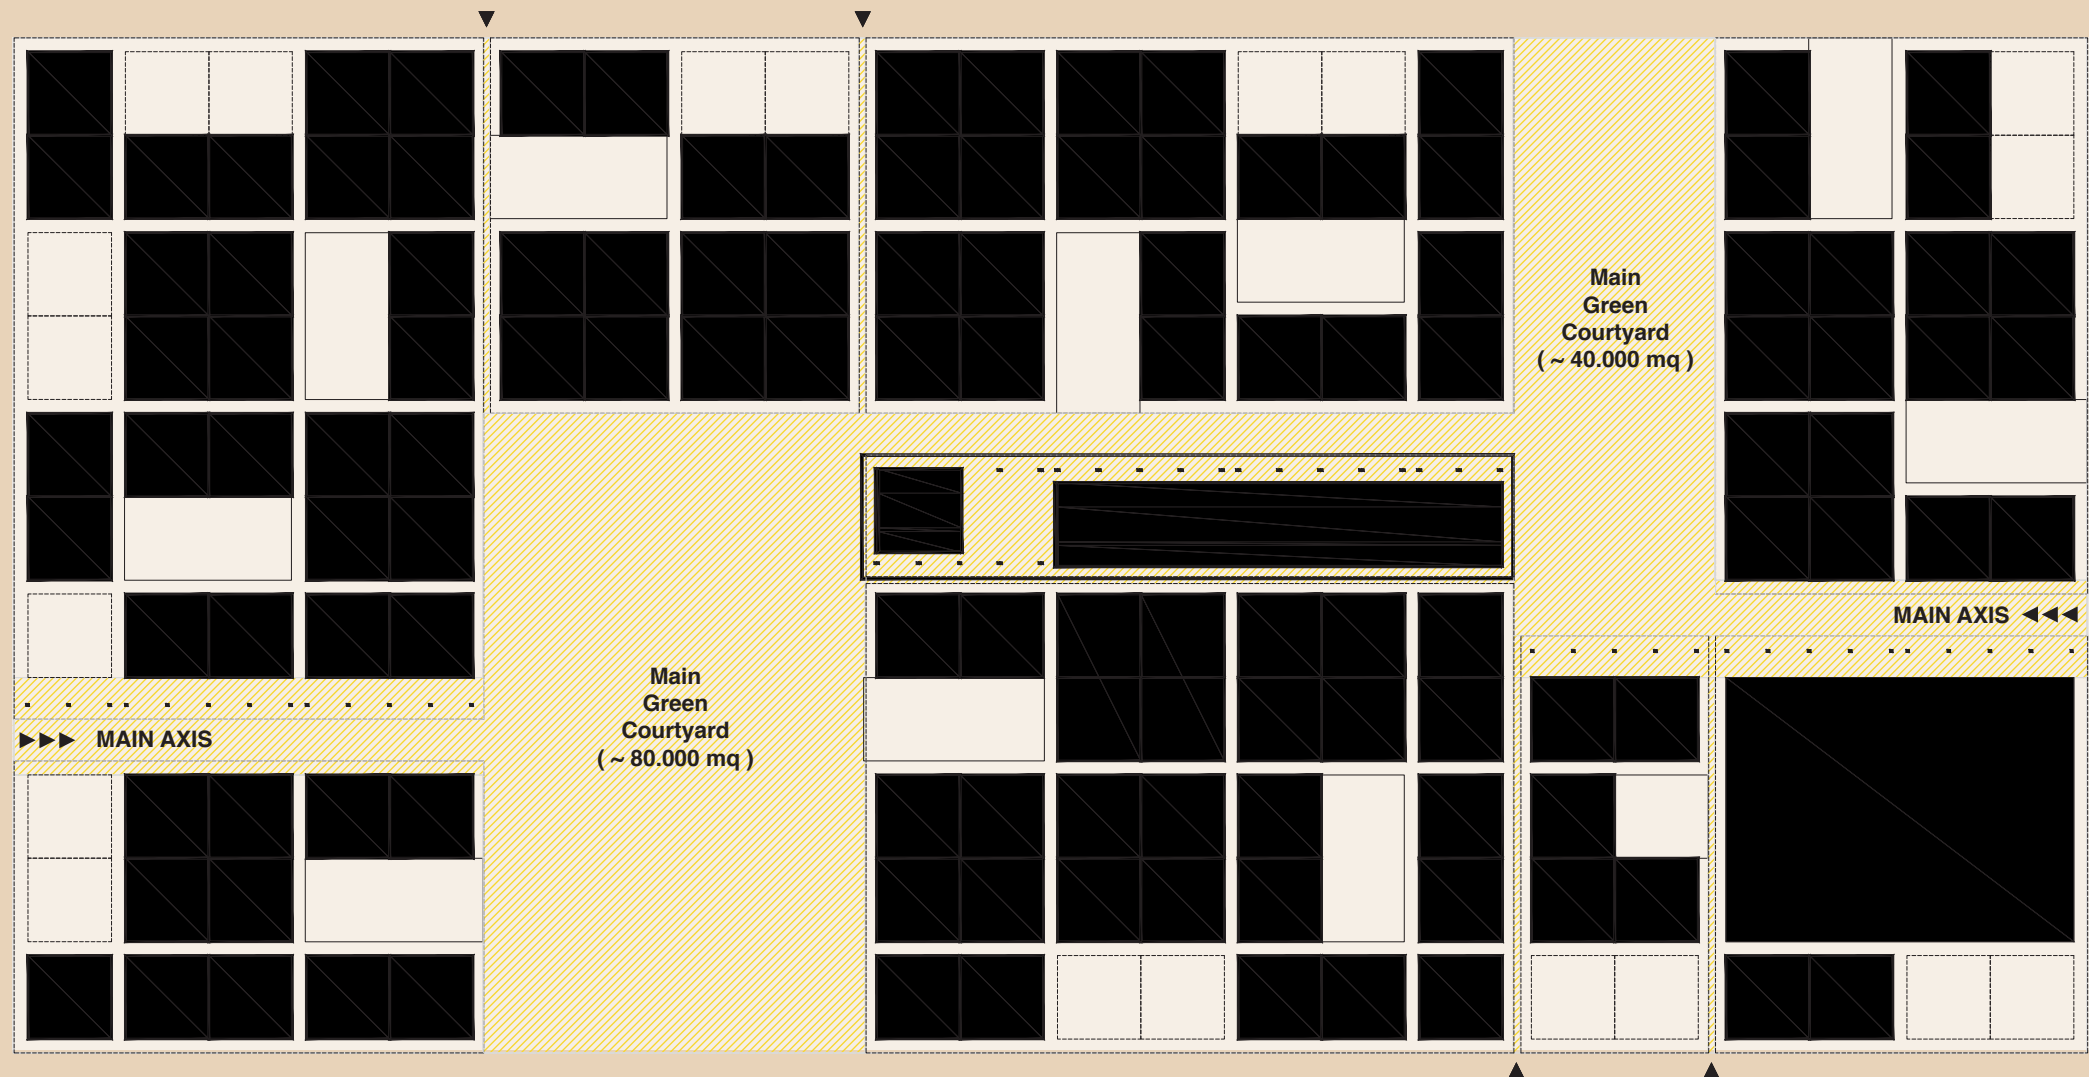 Main
Green
Courtyard
( ~ 40.000 mq )
MAIN AXIS
Main
Green
Courtyard
( ~ 80.000 mq )
MAIN AXIS